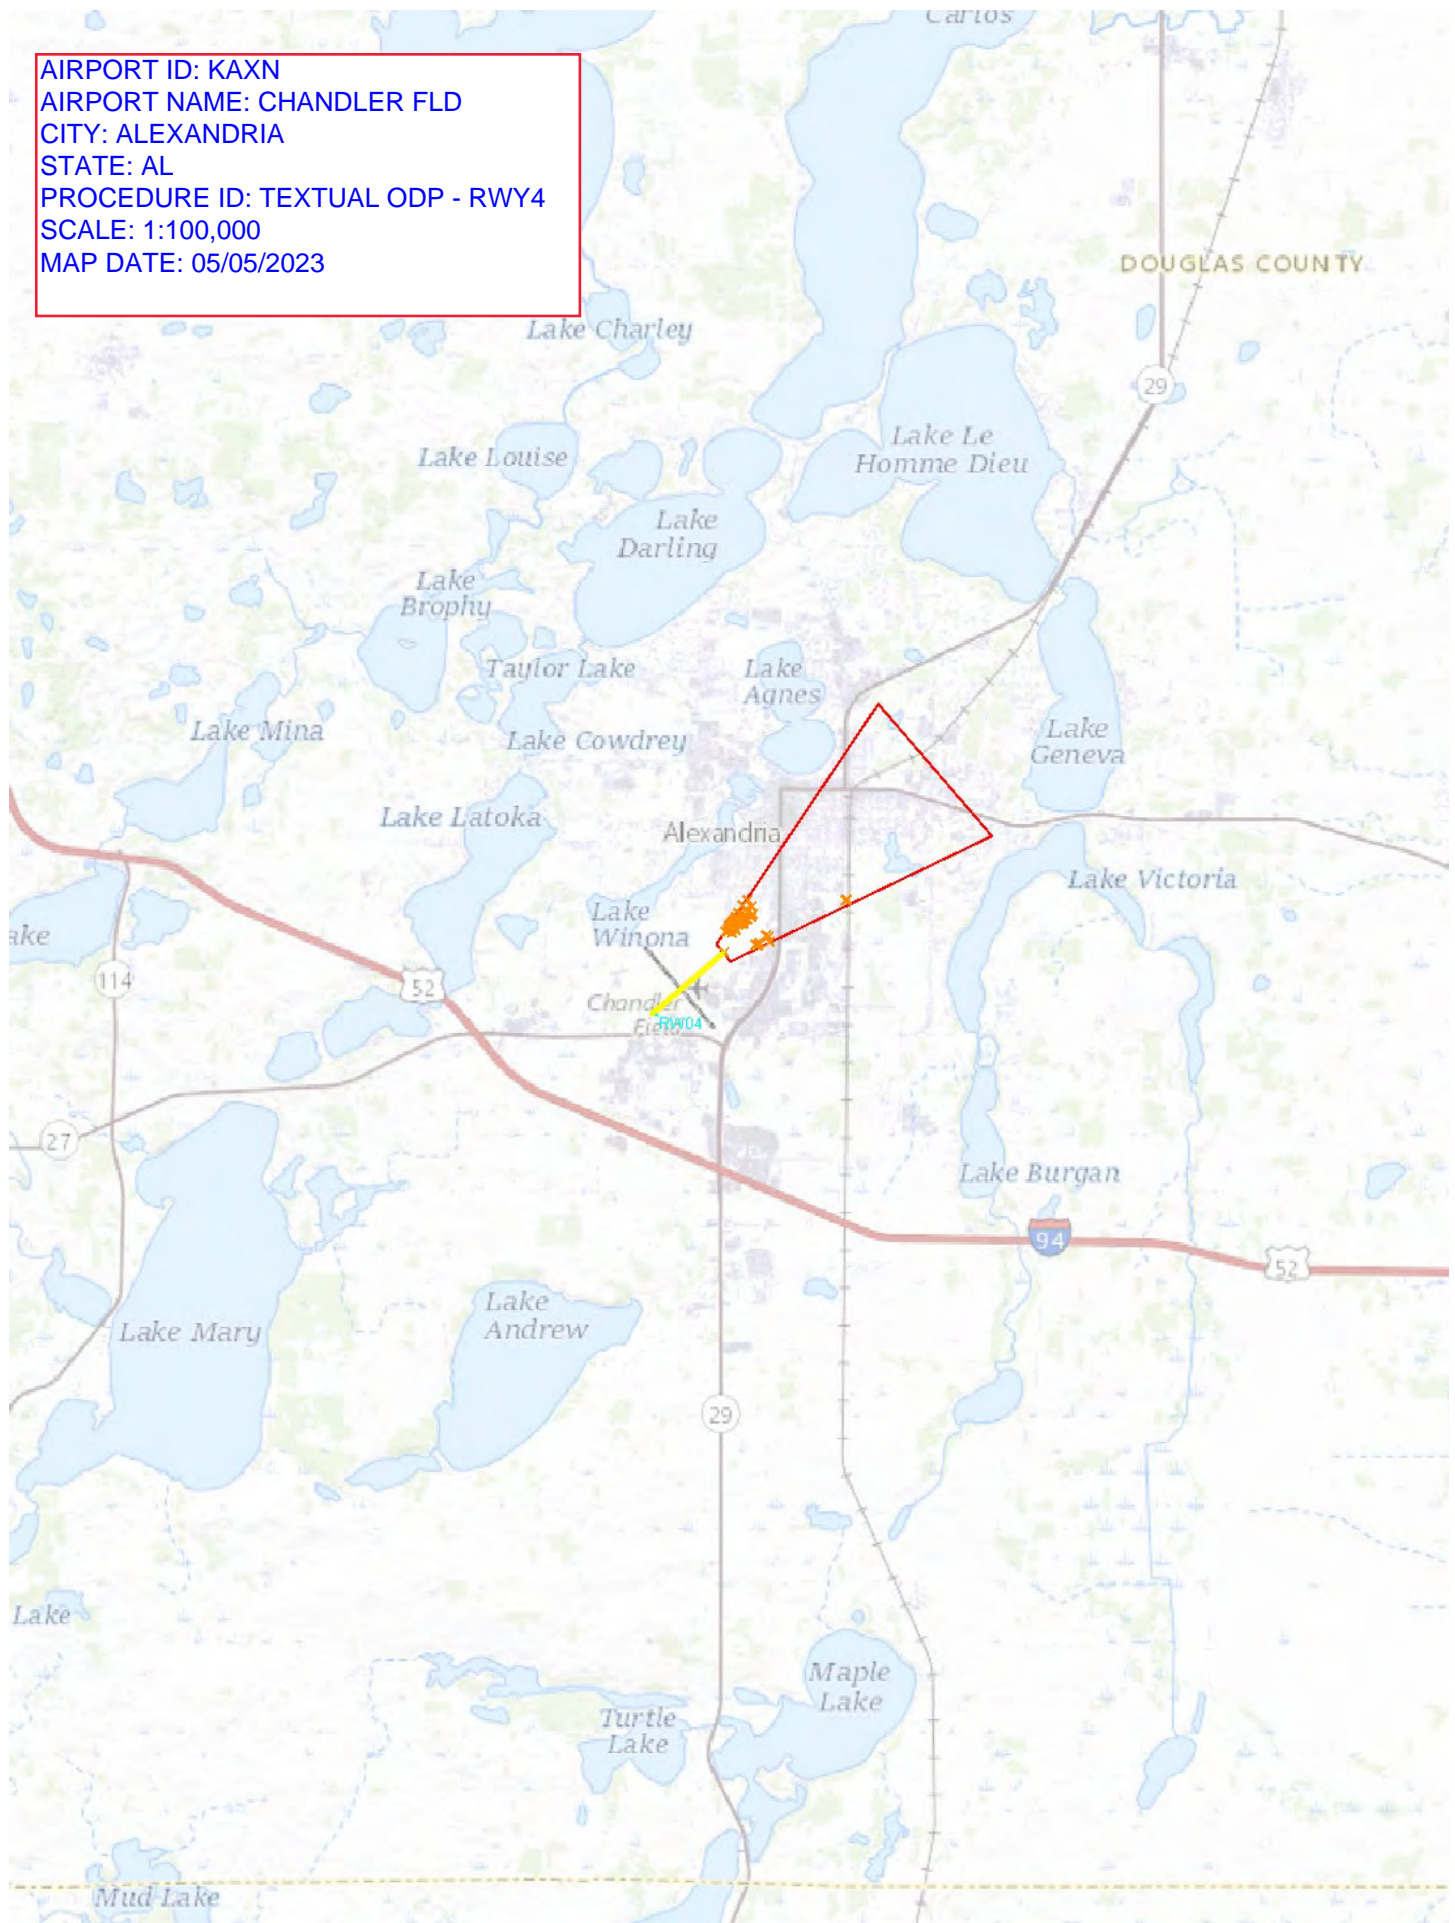 Carlos
AIRPORT ID: KAXN
AIRPORT NAME: CHANDLER FLD
CITY: ALEXANDRIA
STATE: AL
PROCEDURE ID: TEXTUAL ODP - RWY4
SCALE: 1:100,000
MAP DATE: 05/05/2023
DOUGLAS COUNTY
Lake Charley
29
Lake Le
Homme Dieu
Lake Louise
Lake
Darling
Lake
Brophy
Taylor Lake
Lake
Agnes
Lake Mina
Lake Cowdrey
Lake
Geneva
Lake Latoka
Alexandria
Lake Victoria
Lake
Winona
ake
114
52
Chandler
Field
RW04
27
Lake Burgan
94
52
Lake
Andrew
Lake Mary
29
Lake
Maple
Lake
Turtle
Lake
Mud Lake